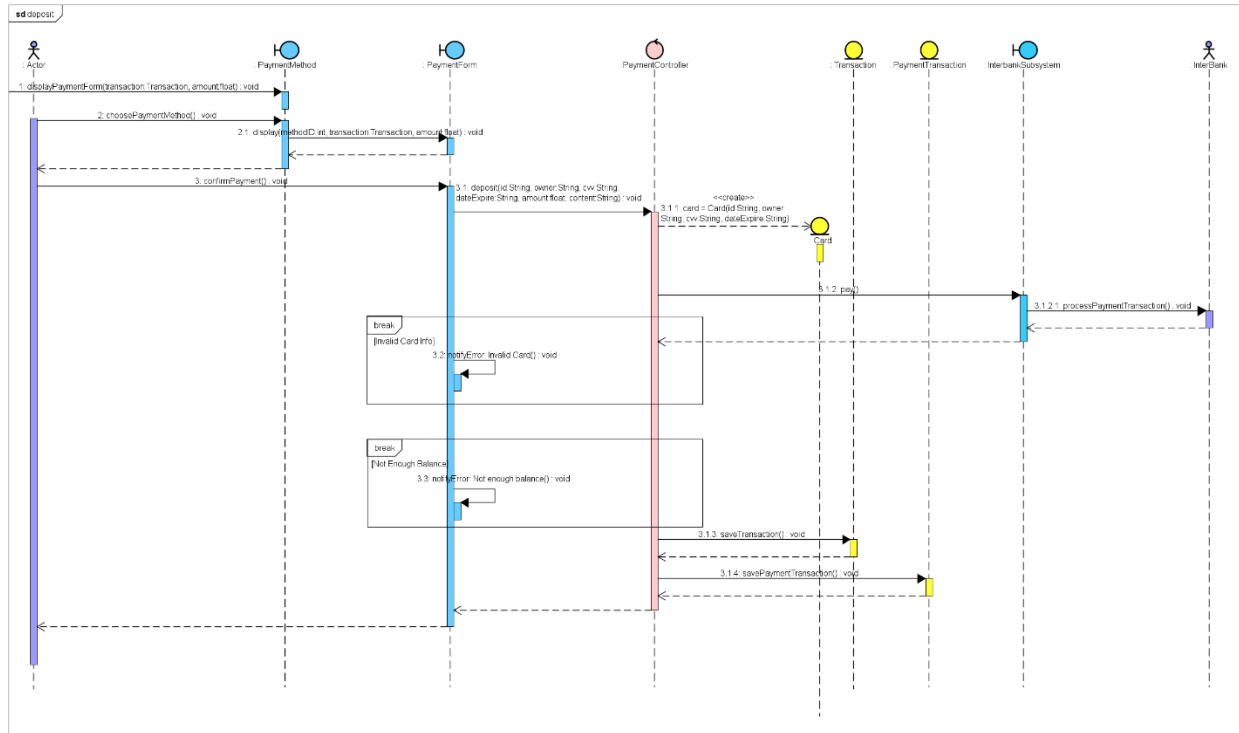 sd deposit
: Actor
: PaymentMethod
: PaymentForm
: PaymentController
: Transaction
: PaymentTransaction
InterbankSubsystem
InterBank
1: displayPaymentForm(transaction:Transaction, amount:float) : void
2: choosePaymentMethod() : void
2.1: display(methodID:int, transaction:Transaction, amount:float) : void
3: confirmPayment() : void
3.1: deposit(id:String, owner:String, cvv:String,
dateExpire:String, amount:float, content:String) : void
<<create>>
3.1.1: card = Card(id:String, owner:
String, cvv:String, dateExpire:String)
Card
3.1.2: pay()
3.1.2.1: processPaymentTransaction() : void
break
[Invalid Card Info]
3.2: notifyError: Invalid Card() : void
break
[Not Enough Balance]
3.3: notifyError: Not enough balance() : void
3.1.3: saveTransaction() : void
3.1.4: savePaymentTransaction() : void